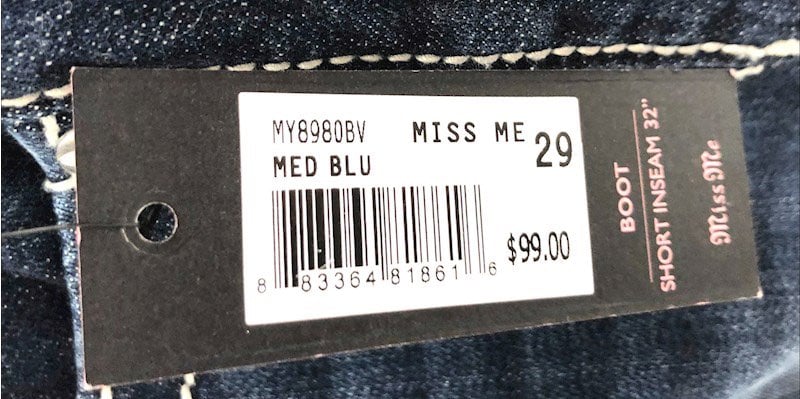 MY8980BV MISS ME 29
MED BLU
8 83364 81861 6
$99.00
BOOT
SHORT INSEAM 32"
Miss Me